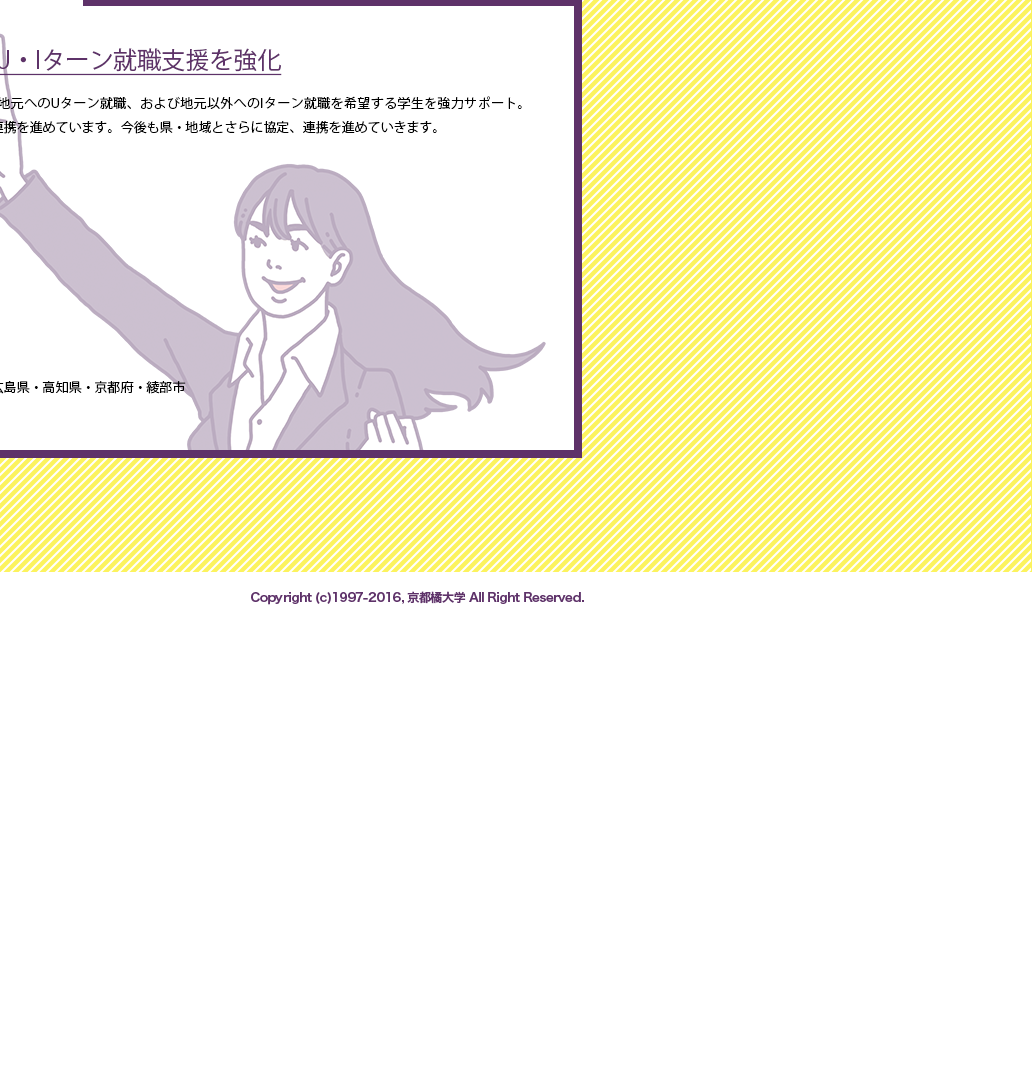 U・Iターン就職支援を強化
地元へのUターン就職、および地元以外へのIターン就職を希望する学生を強力サポート。
連携を進めています。今後も県・地域とさらに協定、連携を進めていきます。
広島県・高知県・京都府・綾部市
Copyright (c)1997-2016, 京都橘大学 All Right Reserved.